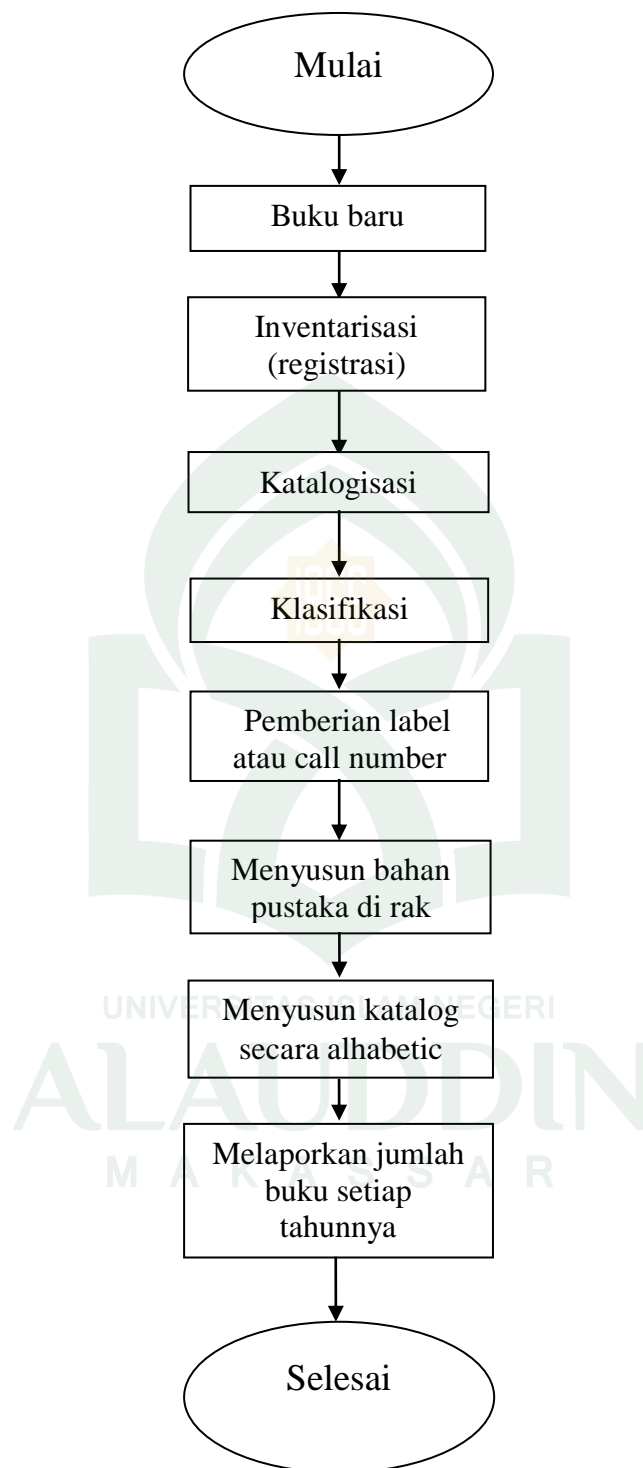 Mulai
Buku baru
Inventarisasi
(registrasi)
Katalogisasi
Klasifikasi
Pemberian label
atau call number
Menyusun bahan
pustaka di rak
UNIVERSITAS ISLAM NEGERI
Menyusun katalog
secara alhabetic
ALAUDDIN
Melaporkan jumlah
MAKASSAR
buku setiap
tahunnya
Selesai